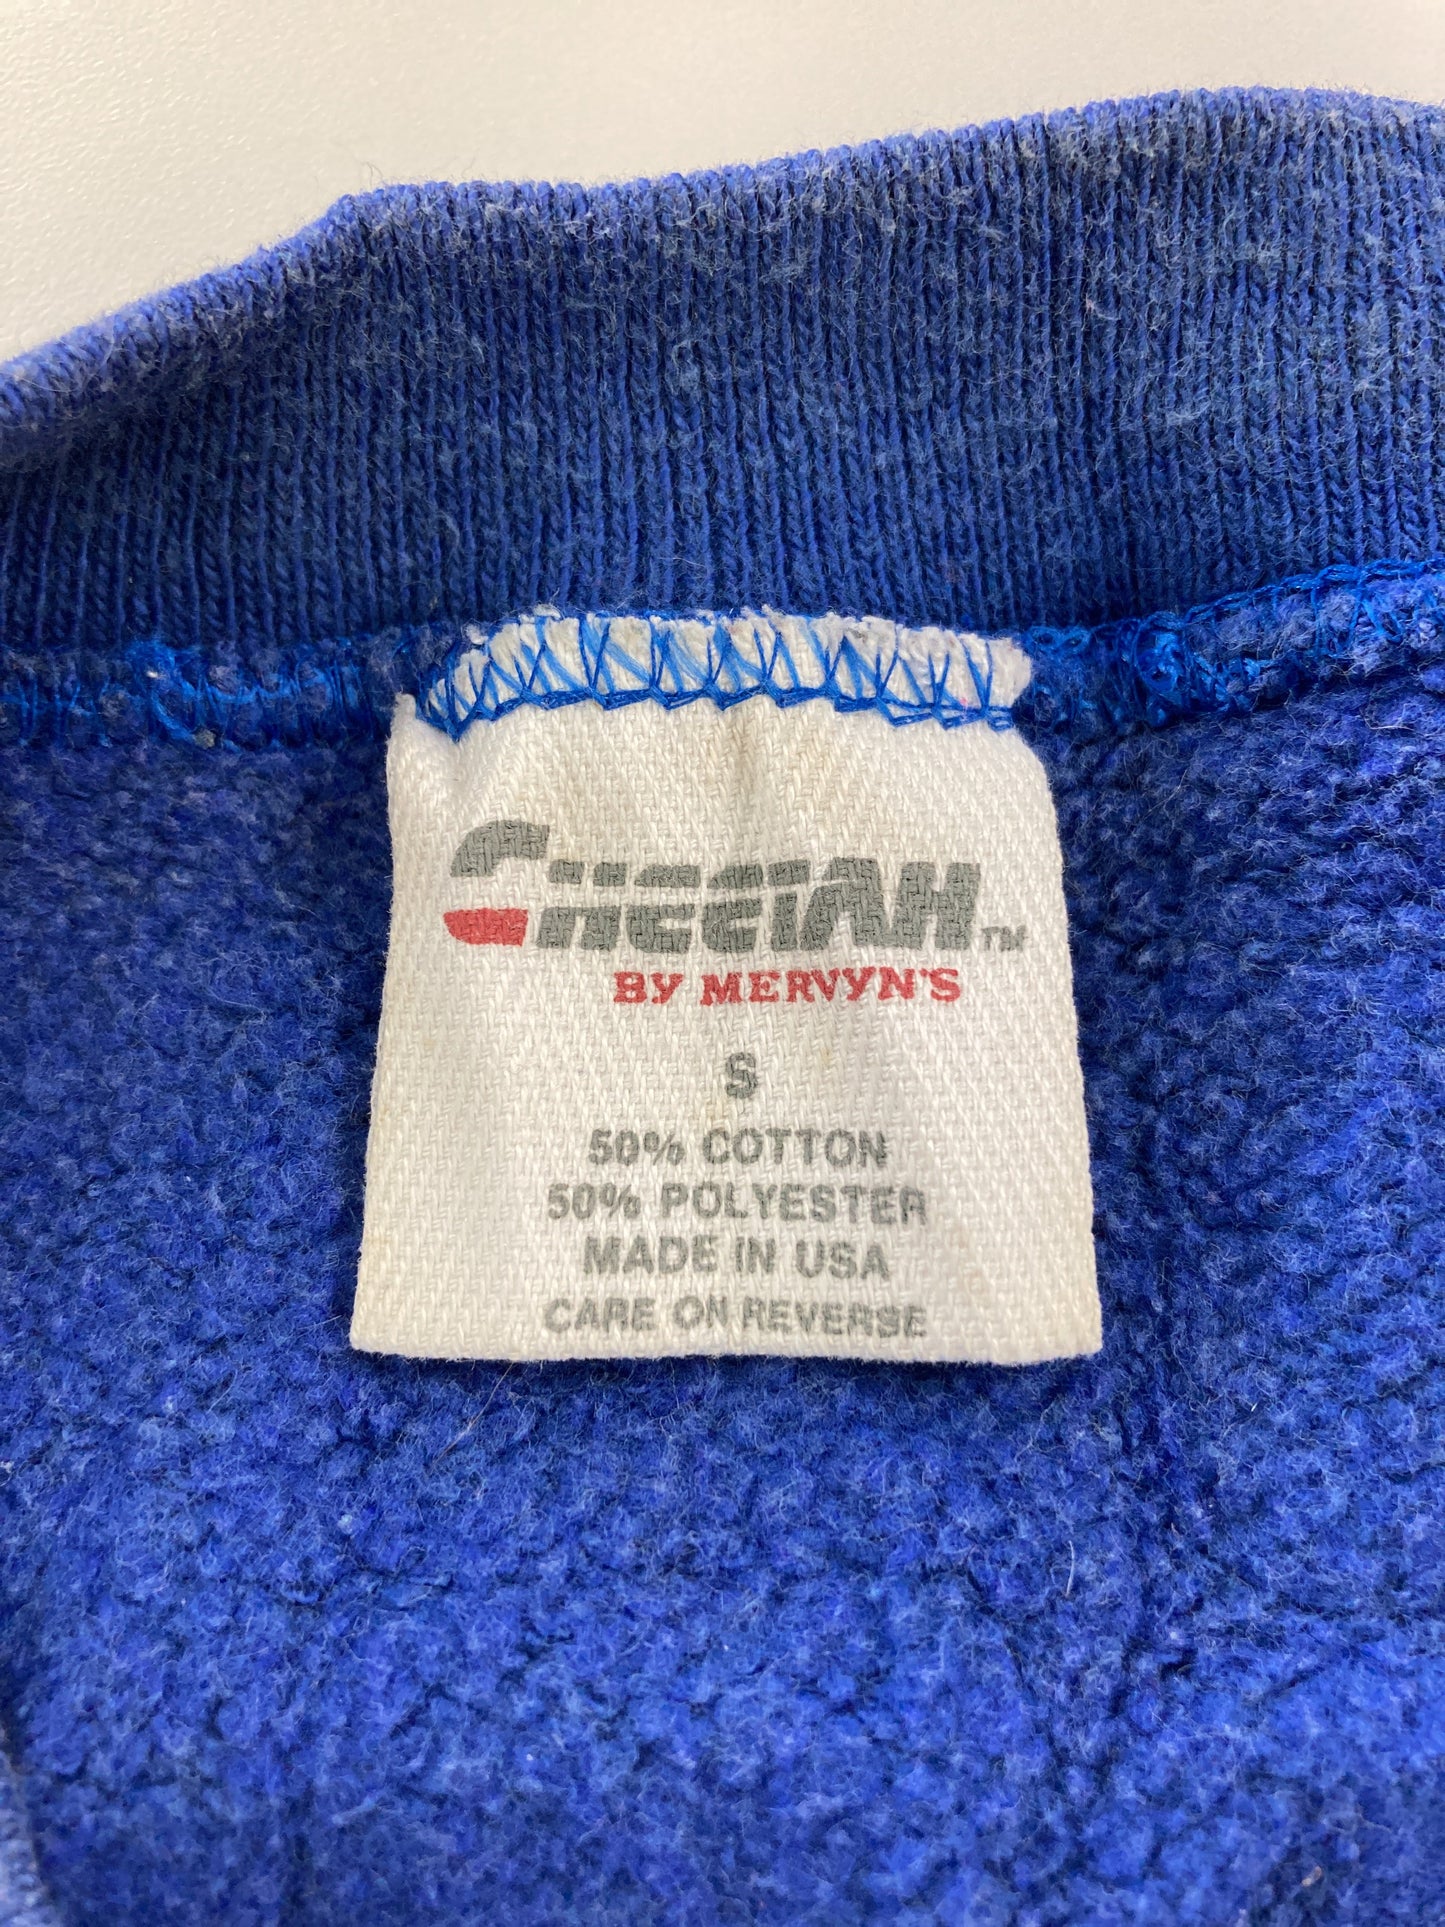 CHEETAH™
BY MERVYN'S
S
50% COTTON
50% POLYESTER
MADE IN USA
CARE ON REVERSE